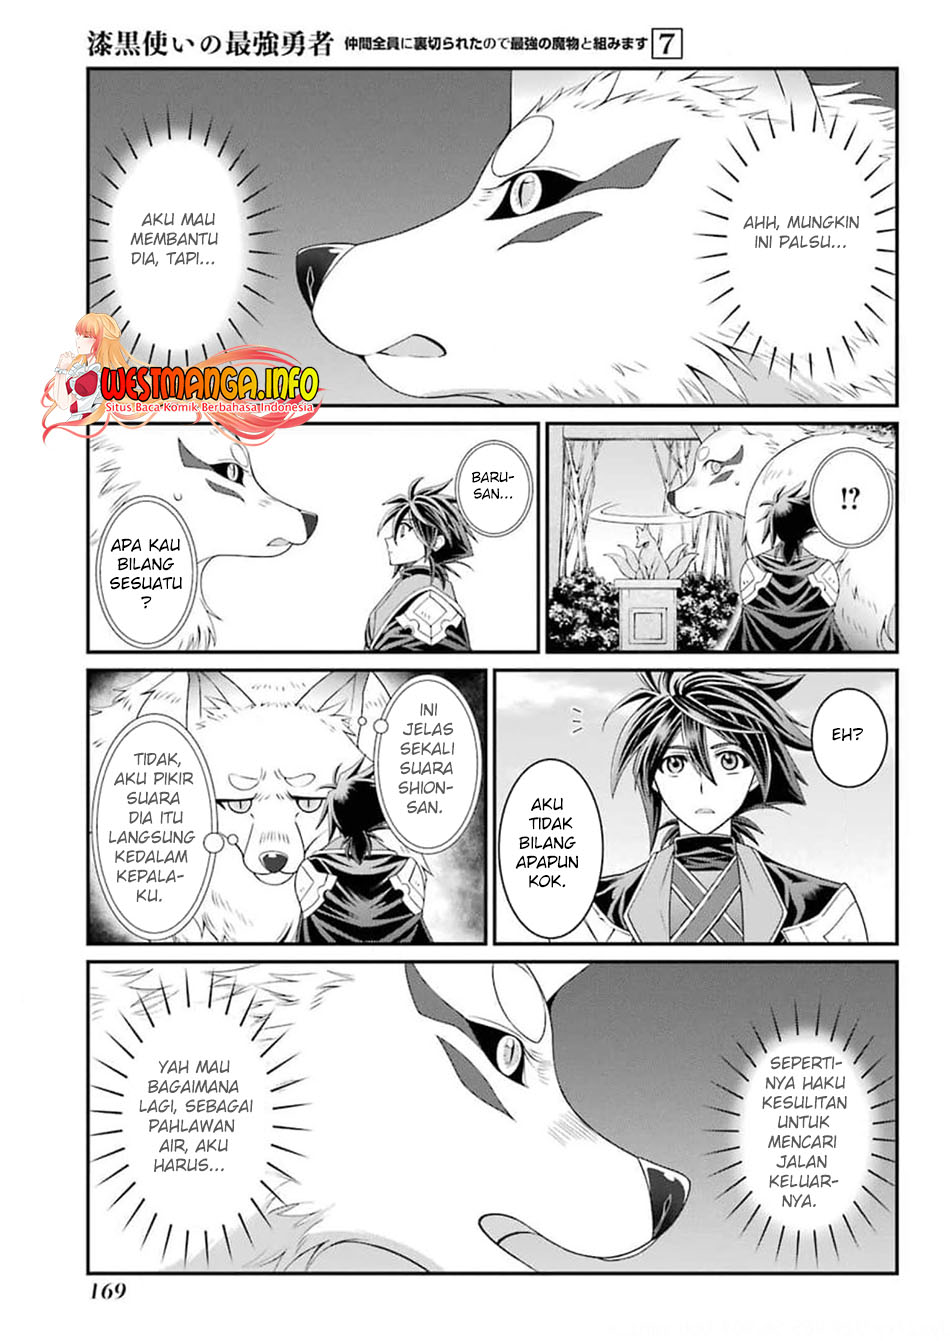 漆黒使いの最強勇者 仲間全員に裏切られたので最強の魔物と組みます 7
AHH, MUNGKIN
INI PALSU...
AKU MAU
MEMBANTU
DIA, TAPI...
WESTMANGA.INFO
Situs Baca Komik Berbahasa Indonesia
!?
BARU-
SAN...
APA KAU
BILANG
SESUATU
?
EH?
AKU
TIDAK
BILANG
APAPUN
KOK.
INI
JELAS
SEKALI
SUARA
SHION-
SAN.
TIDAK,
AKU PIKIR
SUARA
DIA ITU
LANGSUNG
KEDALAM
KEPALA-
KU.
SEPERTI-
NYA HAKU
KESULITAN
UNTUK
MENCARI
JALAN
KELUAR-
NYA.
YAH MAU
BAGAIMANA
LAGI, SEBAGAI
PAHLAWAN
AIR, AKU
HARUS...
169